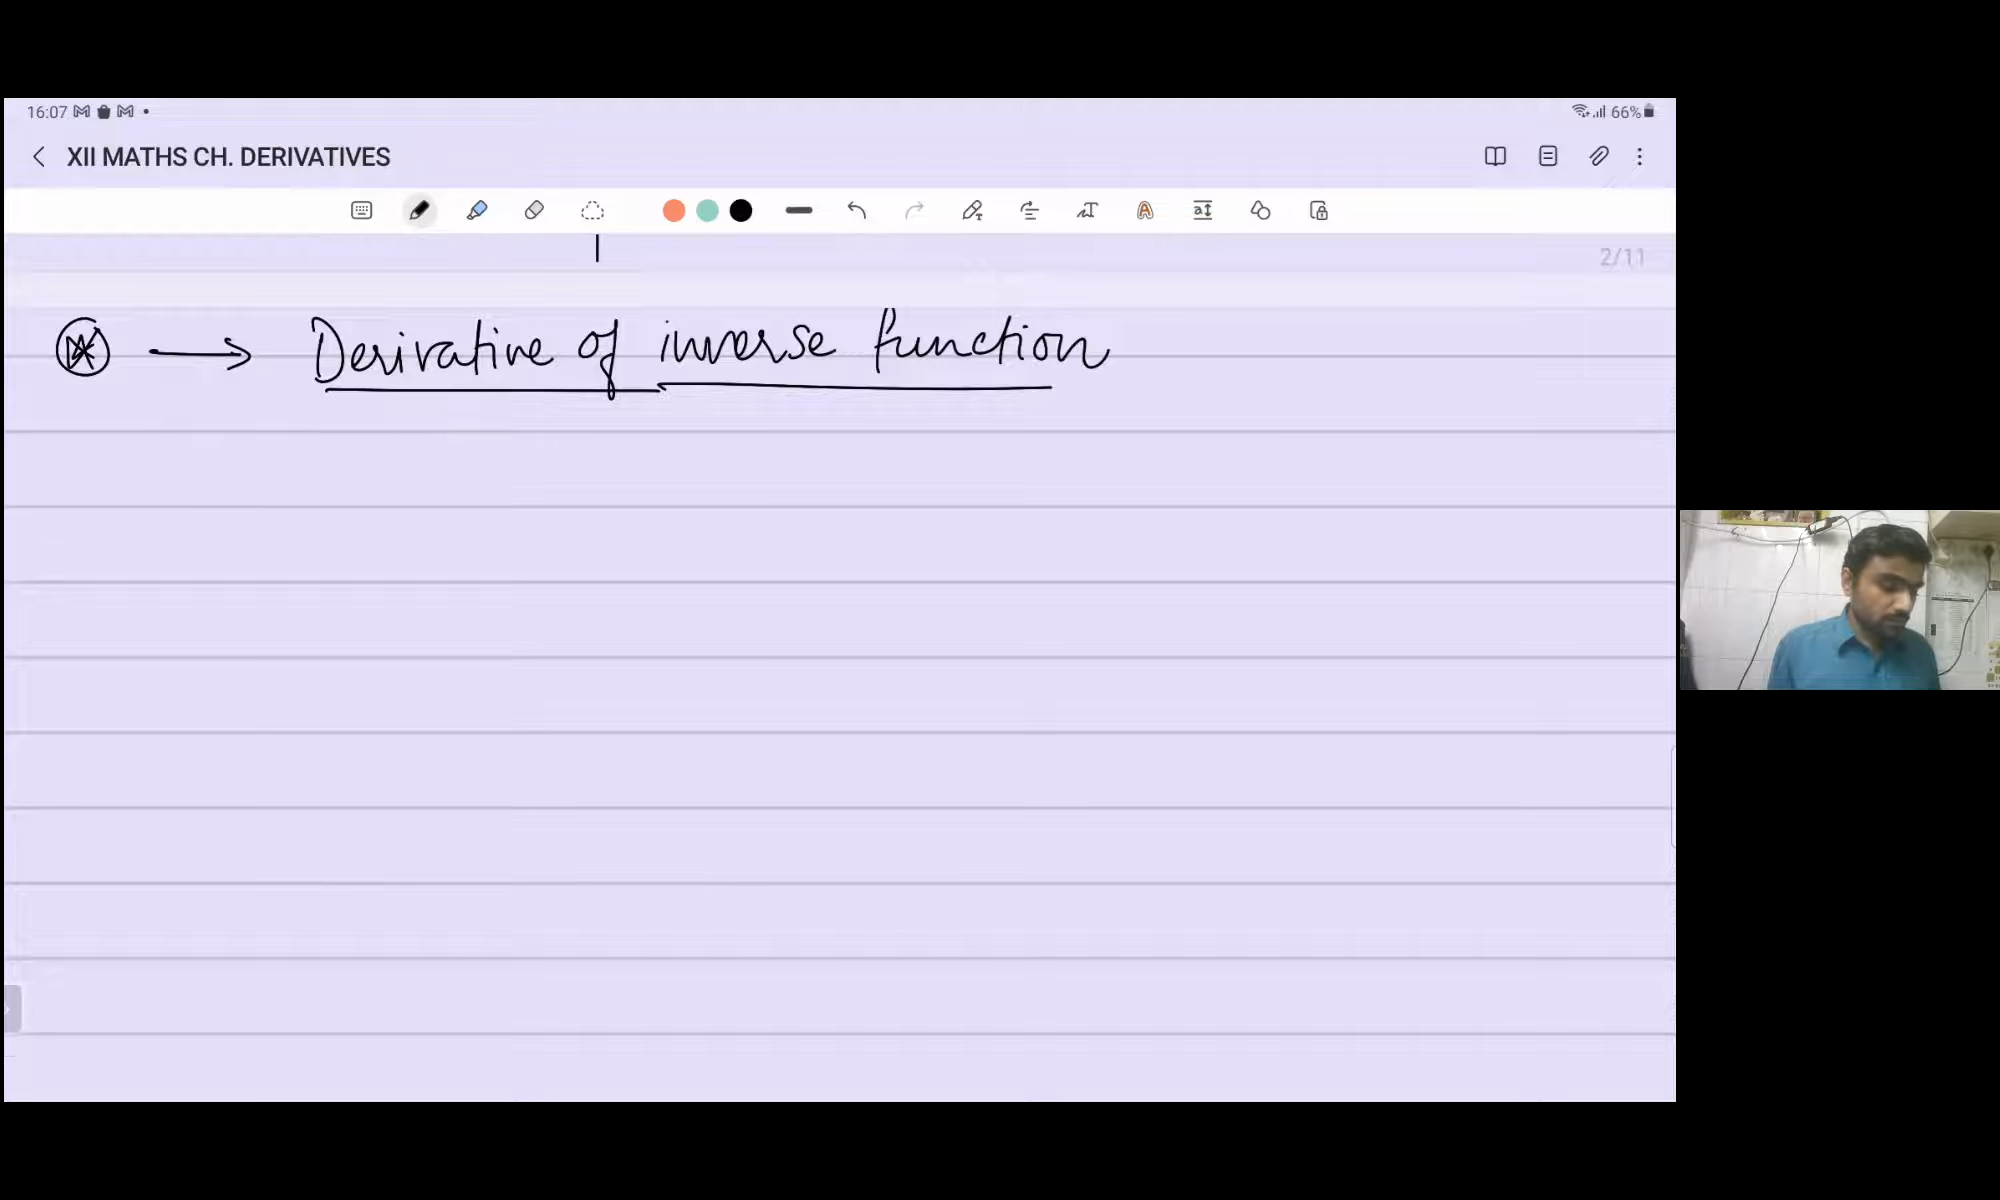 16:07
66%
XII MATHS CH. DERIVATIVES
2/11
Derivative of inverse function